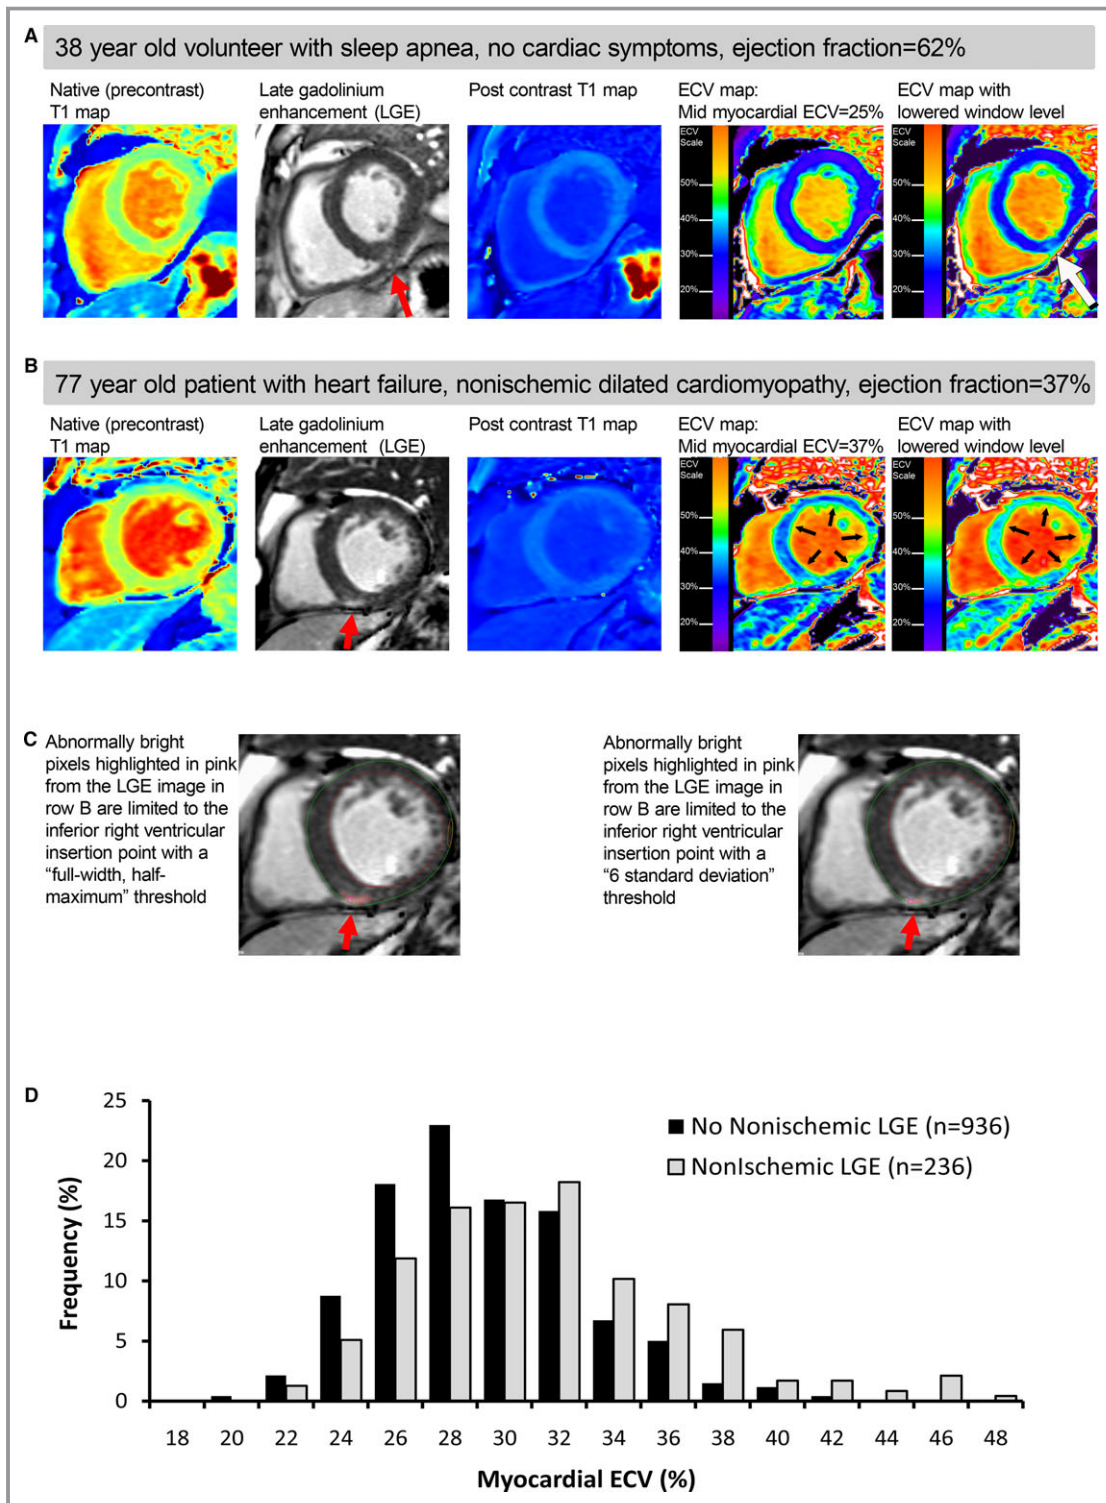 A
38 year old volunteer with sleep apnea, no cardiac symptoms, ejection fraction=62%
Native (precontrast)
T1 map
Late gadolinium
enhancement (LGE)
Post contrast T1 map
ECV map:
Mid myocardial ECV=25%
ECV map with
lowered window level
ECV
Scale
50%
40%
30%
20%
ECV
Scale
50%
40%
30%
20%
B
77 year old patient with heart failure, nonischemic dilated cardiomyopathy, ejection fraction=37%
Native (precontrast)
T1 map
Late gadolinium
enhancement (LGE)
Post contrast T1 map
ECV map:
Mid myocardial ECV=37%
ECV map with
lowered window level
ECV
Scale
50%
40%
30%
20%
ECV
Scale
50%
40%
30%
20%
C
Abnormally bright
pixels highlighted in pink
from the LGE image in
row B are limited to the
inferior right ventricular
insertion point with a
“full-width, half-
maximum” threshold
Abnormally bright
pixels highlighted in pink
from the LGE image in
row B are limited to the
inferior right ventricular
insertion point with a
“6 standard deviation”
threshold
D
Frequency (%)
25
20
15
10
5
0
No Nonischemic LGE (n=936)
NonIschemic LGE (n=236)
18 20 22 24 26 28 30 32 34 36 38 40 42 44 46 48
Myocardial ECV (%)